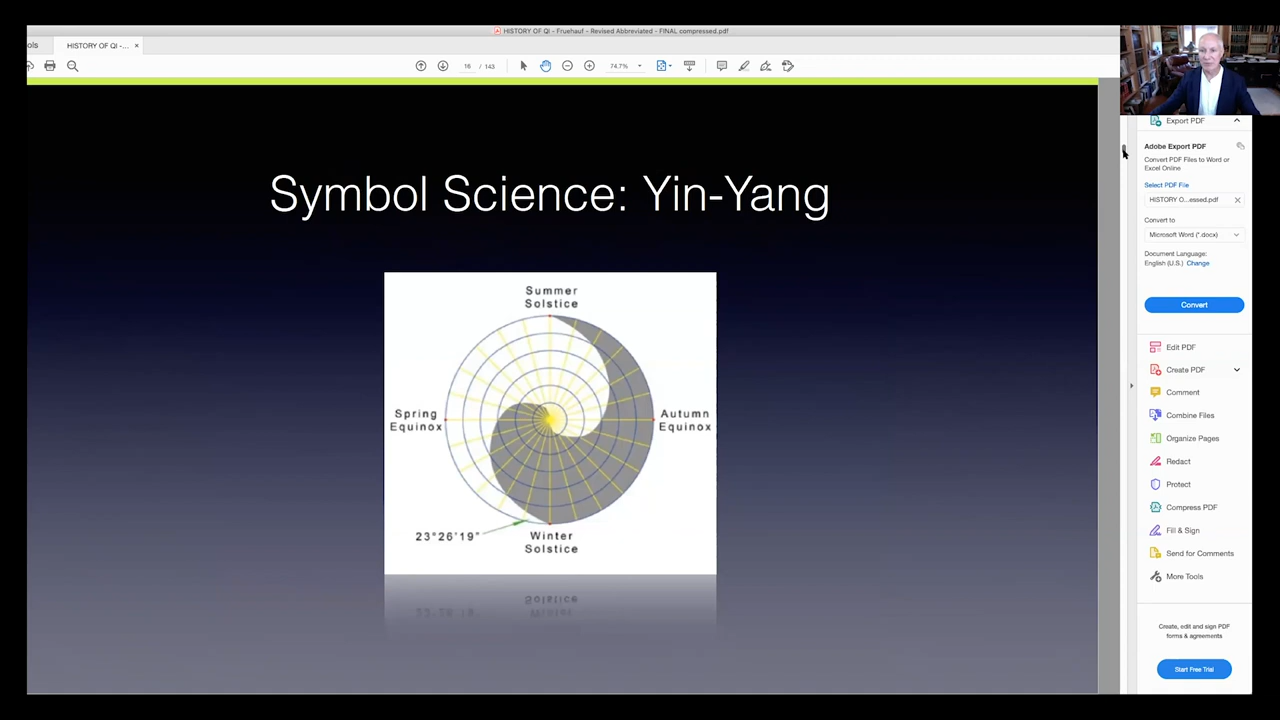 HISTORY OF QI - Fruehauf - Revised Abbreviated - FINAL compressed.pdf
ols
HISTORY OF QI -... ×
16 / 143
74.7%
Symbol Science: Yin-Yang
Summer
Solstice
Spring
Equinox
Autumn
Equinox
23°26'19"
Winter
Solstice
Export PDF
Adobe Export PDF
Convert PDF Files to Word or
Excel Online
Select PDF File
HISTORY O...essed.pdf
Convert to
Microsoft Word (*.docx)
Document Language:
English (U.S.) Change
Convert
Edit PDF
Create PDF
Comment
Combine Files
Organize Pages
Redact
Protect
Compress PDF
Fill & Sign
Send for Comments
More Tools
Create, edit and sign PDF
forms & agreements
Start Free Trial